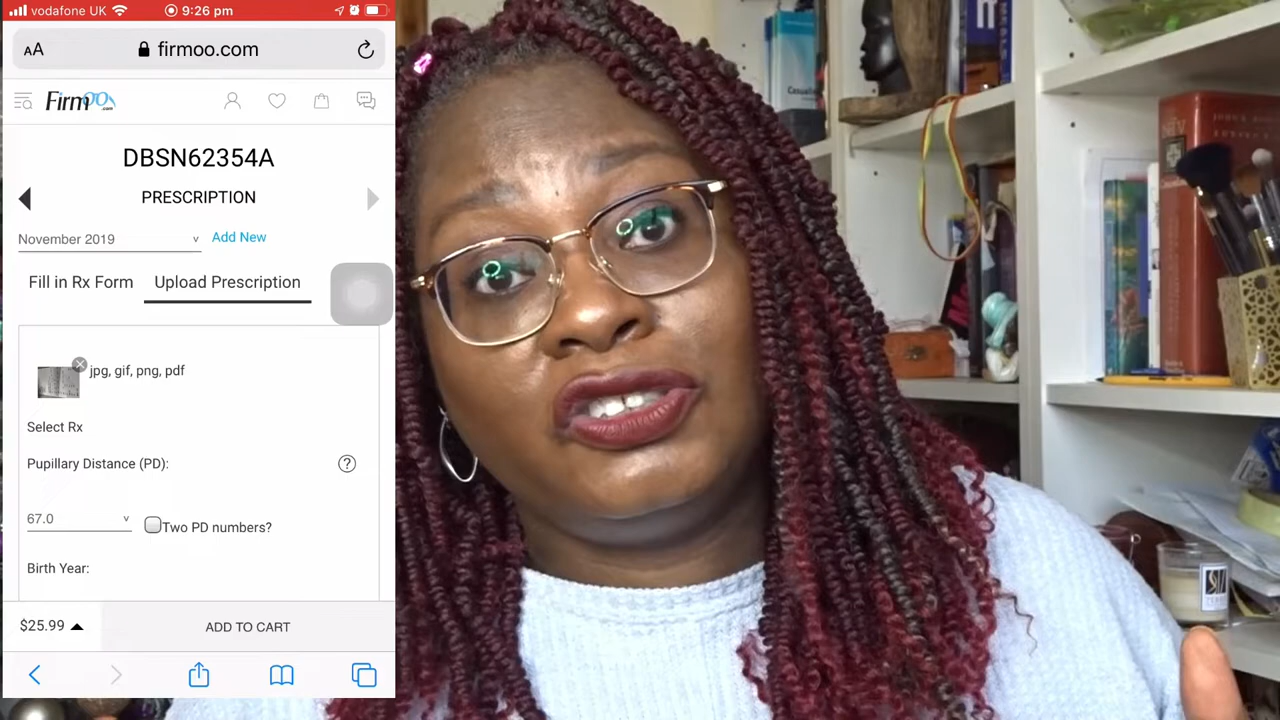 vodafone UK
9:26 pm
AA
firmoo.com
Firmoo
.com
DBSN62354A
PRESCRIPTION
November 2019
v
Add New
Fill in Rx Form
Upload Prescription
jpg, gif, png, pdf
Select Rx
Pupillary Distance (PD):
?
67.0
v
Two PD numbers?
Birth Year:
$25.99
ADD TO CART
NIV